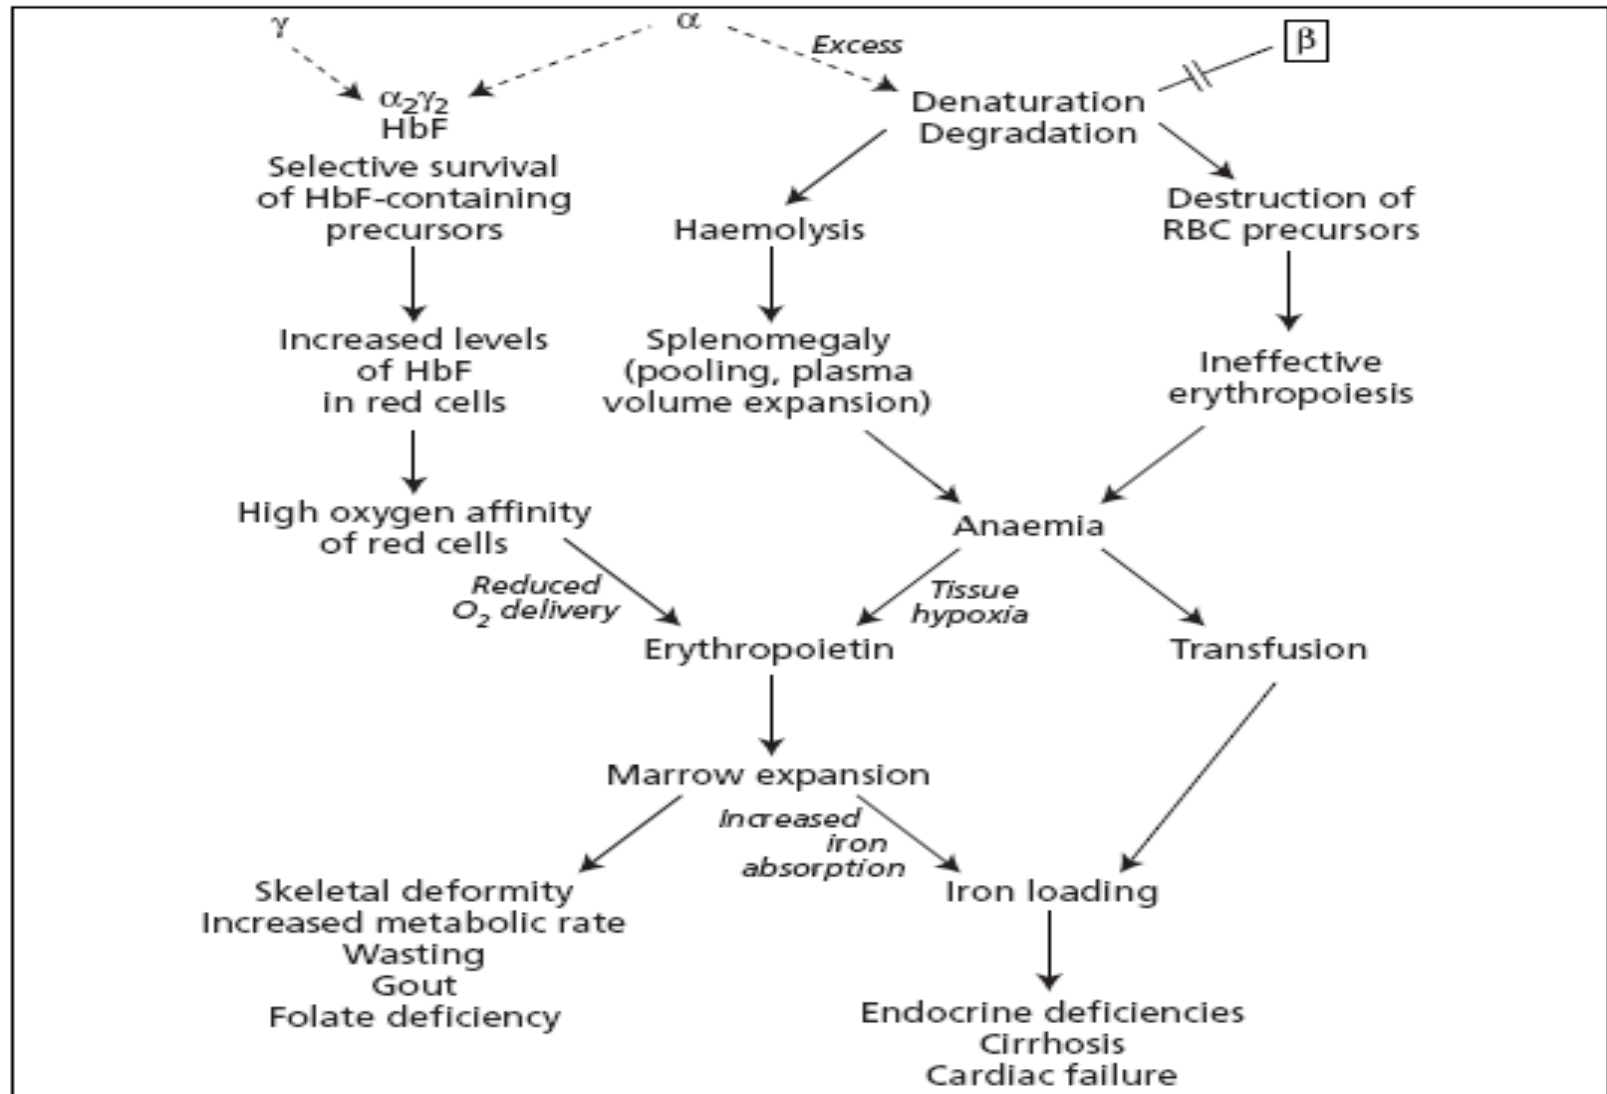 γ
α
Excess
β
α₂γ₂
HbF
Denaturation
Degradation
Selective survival
of HbF-containing
precursors
Haemolysis
Destruction of
RBC precursors
Increased levels
of HbF
in red cells
Splenomegaly
(pooling, plasma
volume expansion)
Ineffective
erythropoiesis
High oxygen affinity
of red cells
Anaemia
Reduced
O₂ delivery
Tissue
hypoxia
Erythropoietin
Transfusion
Marrow expansion
Increased
iron
absorption
Skeletal deformity
Increased metabolic rate
Wasting
Gout
Folate deficiency
Iron loading
Endocrine deficiencies
Cirrhosis
Cardiac failure